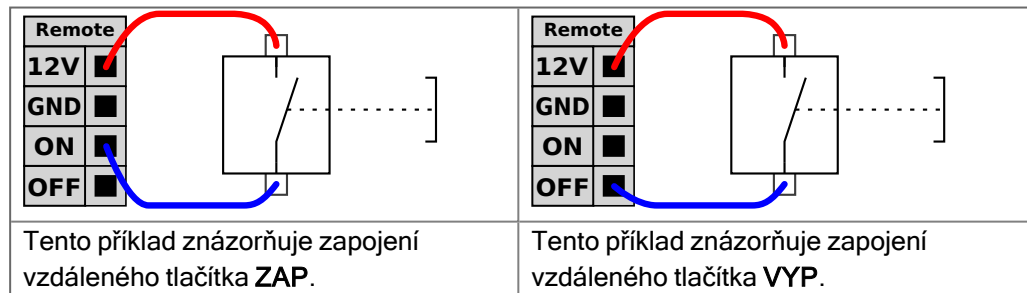 Remote
12V
GND
ON
OFF
Remote
12V
GND
ON
OFF
Tento příklad znázorňuje zapojení
vzdáleného tlačítka ZAP.
Tento příklad znázorňuje zapojení
vzdáleného tlačítka VYP.